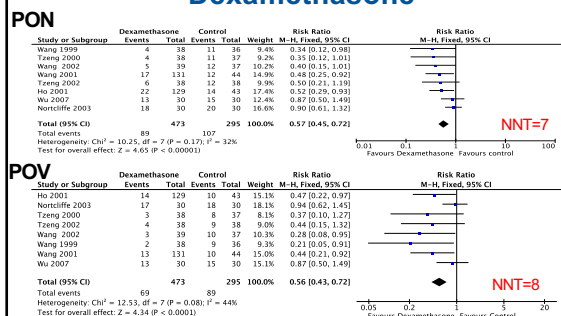 Dexamethasone
PON
Dexamethasone Control Risk Ratio Risk Ratio
Study or Subgroup Events Total Events Total Weight M-H, Fixed, 95% CI M-H, Fixed, 95% CI
Wang 1999 4 38 11 36 9.4% 0.34 [0.12, 0.98]
Tzeng 2000 4 38 11 37 9.3% 0.35 [0.12, 1.01]
Wang 2002 5 39 12 37 10.2% 0.40 [0.15, 1.01]
Wang 2001 17 131 12 44 14.9% 0.48 [0.25, 0.92]
Tzeng 2002 6 38 12 38 10.1% 0.50 [0.21, 1.19]
Ho 2001 22 129 14 43 14.3% 0.52 [0.29, 0.93]
Wu 2007 13 30 15 30 15.2% 0.87 [0.50, 1.49]
Nortcliffe 2003 18 30 20 30 16.5% 0.90 [0.61, 1.32]
Total (95% CI) 473 295 100.0% 0.57 [0.45, 0.72]
NNT=7
Total events 89 107
Heterogeneity: Chi² = 10.25, df = 7 (P = 0.17); I² = 32%
Test for overall effect: Z = 4.65 (P < 0.00001)
0.01 0.1 1 10 100
Favours Dexamethasone Favours control
POV
Dexamethasone Control Risk Ratio Risk Ratio
Study or Subgroup Events Total Events Total Weight M-H, Fixed, 95% CI M-H, Fixed, 95% CI
Ho 2001 14 129 10 43 14.2% 0.47 [0.22, 0.97]
Nortcliffe 2003 17 30 18 30 15.1% 0.94 [0.62, 1.45]
Tzeng 2000 3 38 8 37 10.2% 0.37 [0.10, 1.27]
Tzeng 2002 4 38 9 38 10.1% 0.44 [0.15, 1.32]
Wang 2002 3 39 10 37 10.3% 0.28 [0.08, 0.95]
Wang 1999 2 38 9 36 9.3% 0.21 [0.05, 0.91]
Wang 2001 13 131 10 44 15.8% 0.44 [0.21, 0.92]
Wu 2007 13 30 15 30 15.0% 0.87 [0.50, 1.49]
Total (95% CI) 473 295 100.0% 0.56 [0.43, 0.72]
NNT=8
Total events 69 89
Heterogeneity: Chi² = 12.53, df = 7 (P = 0.08); I² = 44%
Test for overall effect: Z = 4.34 (P < 0.0001)
0.05 0.2 1 5 20
Favours Dexamethasone Favours Control